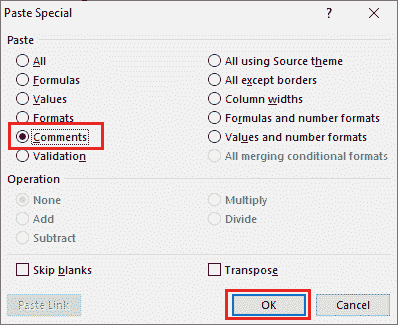 Paste Special ? ×
Paste
All
All using Source theme
Formulas
All except borders
Values
Column widths
Formats
Formulas and number formats
Comments
Values and number formats
Validation
All merging conditional formats
Operation
None
Multiply
Add
Divide
Subtract
Skip blanks
Transpose
Paste Link
OK
Cancel